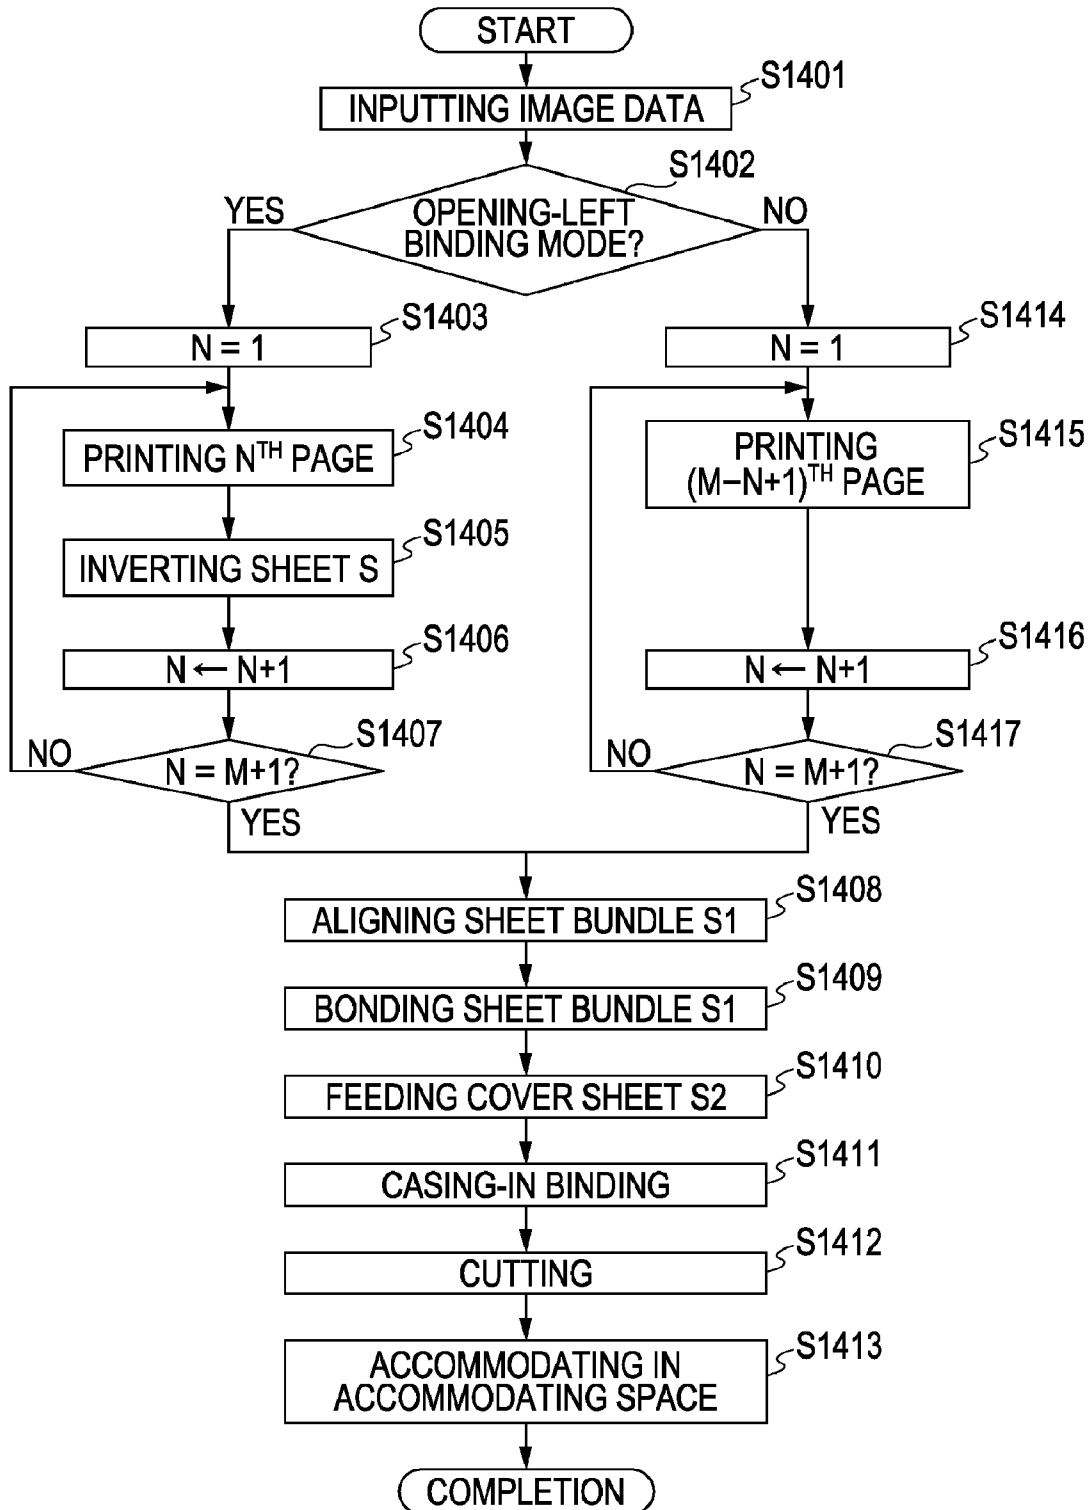 START
INPUTTING IMAGE DATA
S1401
OPENING-LEFT
BINDING MODE?
S1402
YES
NO
N = 1
S1403
PRINTING NTH PAGE
S1404
INVERTING SHEET S
S1405
N ← N+1
S1406
N = M+1?
S1407
NO
YES
N = 1
S1414
PRINTING
(M−N+1)TH PAGE
S1415
N ← N+1
S1416
N = M+1?
S1417
NO
YES
ALIGNING SHEET BUNDLE S1
S1408
BONDING SHEET BUNDLE S1
S1409
FEEDING COVER SHEET S2
S1410
CASING-IN BINDING
S1411
CUTTING
S1412
ACCOMMODATING IN
ACCOMMODATING SPACE
S1413
COMPLETION